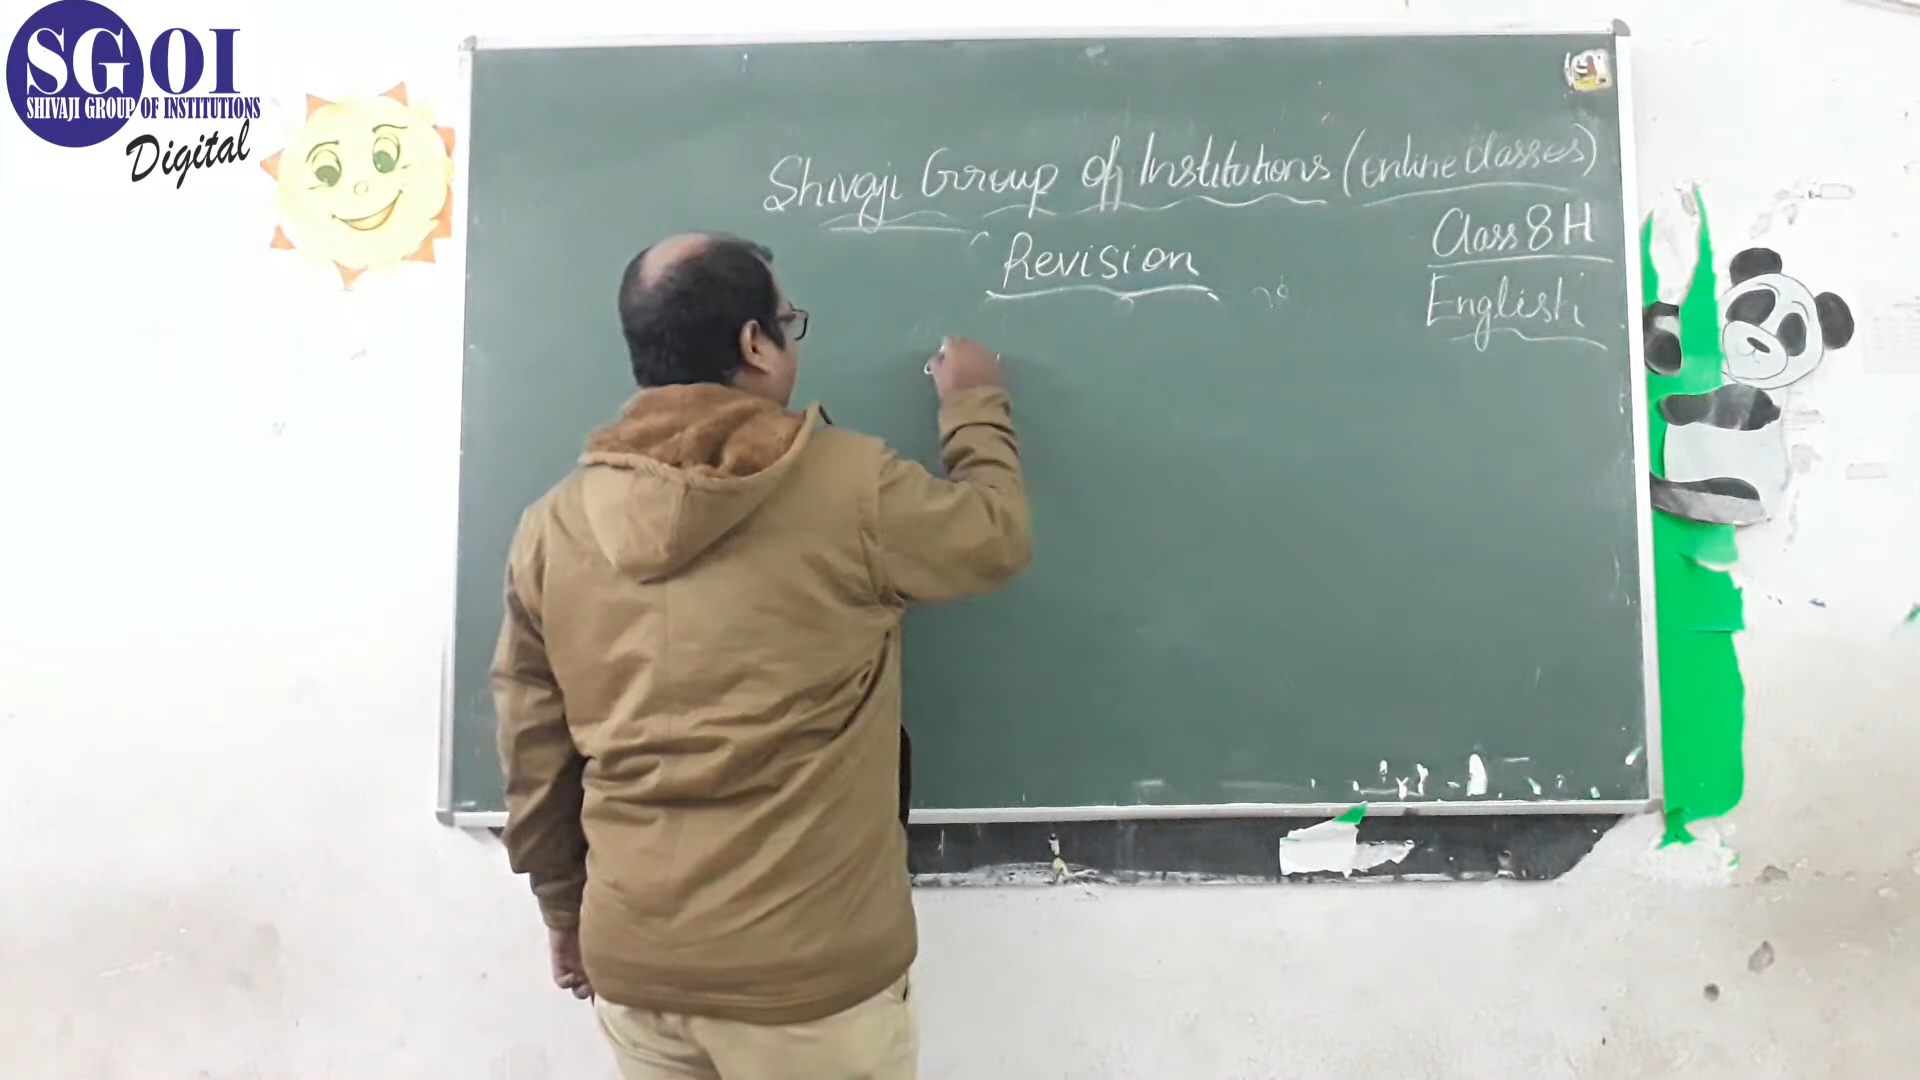 SGOI
SHIVAJI GROUP OF INSTITUTIONS
Digital
Shivaji Group Of Institutions (Online Classes)
Revision
Class 8 H
English